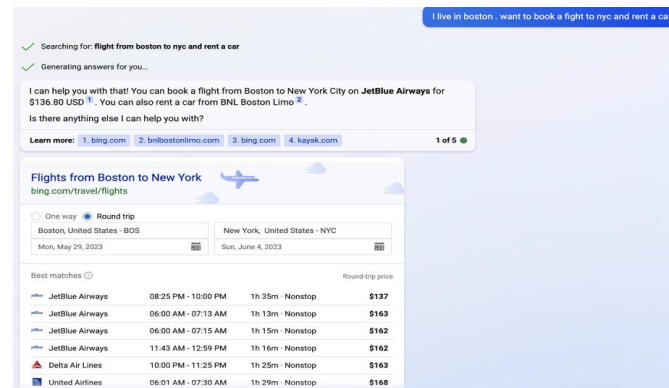 I live in boston . want to book a fight to nyc and rent a ca
Searching for: flight from boston to nyc and rent a car
Generating answers for you...
I can help you with that! You can book a flight from Boston to New York City on JetBlue Airways for
$136.80 USD 1 . You can also rent a car from BNL Boston Limo 2 .
Is there anything else I can help you with?
Learn more: 1. bing.com 2. bnlbostonlimo.com 3. bing.com 4. kayak.com 1 of 5
Flights from Boston to New York
bing.com/travel/flights
One way Round trip
Boston, United States - BOS New York, United States - NYC
Mon, May 29, 2023 Sun, June 4, 2023
Best matches Round-trip price
jetBlue JetBlue Airways 08:25 PM - 10:00 PM 1h 35m · Nonstop $137
jetBlue JetBlue Airways 06:00 AM - 07:13 AM 1h 13m · Nonstop $163
jetBlue JetBlue Airways 06:00 AM - 07:15 AM 1h 15m · Nonstop $162
jetBlue JetBlue Airways 11:43 AM - 12:59 PM 1h 16m · Nonstop $162
Delta Air Lines 10:00 PM - 11:25 PM 1h 25m · Nonstop $163
United Airlines 06:01 AM - 07:30 AM 1h 29m · Nonstop $168